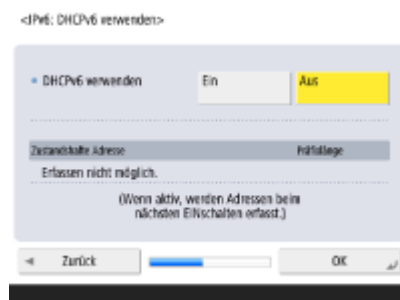 <IPv6: DHCPv6 verwenden>
DHCPv6 verwenden Ein Aus
Zustandshafte Adresse Präfixlänge
Erfassen nicht möglich.
(Wenn aktiv, werden Adressen beim
nächsten EINschalten erfasst.)
Zurück OK